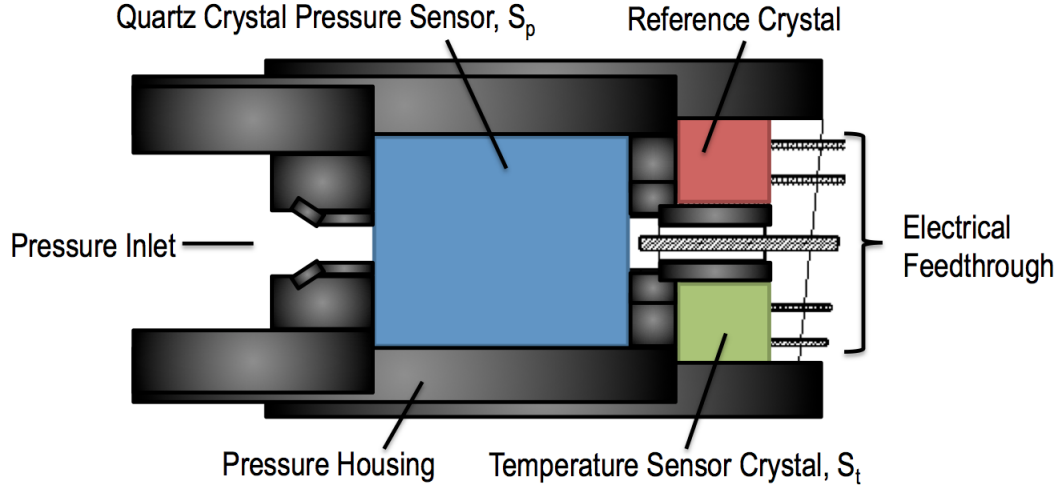 Quartz Crystal Pressure Sensor, Sp
Reference Crystal
Pressure Inlet
Electrical
Feedthrough
Pressure Housing
Temperature Sensor Crystal, St